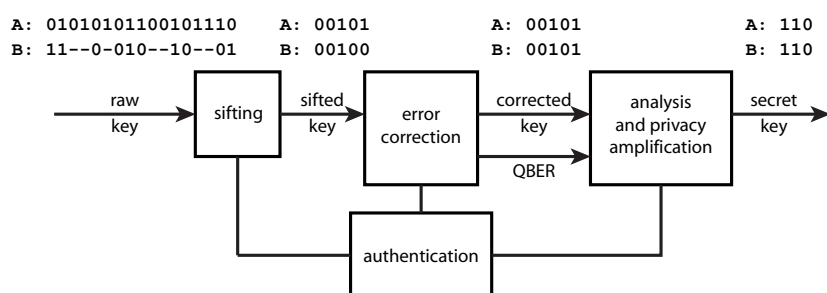 A: 01010101100101110 A: 00101 A: 00101 A: 110
B: 11--0-010--10--01 B: 00100 B: 00101 B: 110
raw
key
sifting
sifted
key
error
correction
corrected
key
QBER
analysis
and privacy
amplification
secret
key
authentication